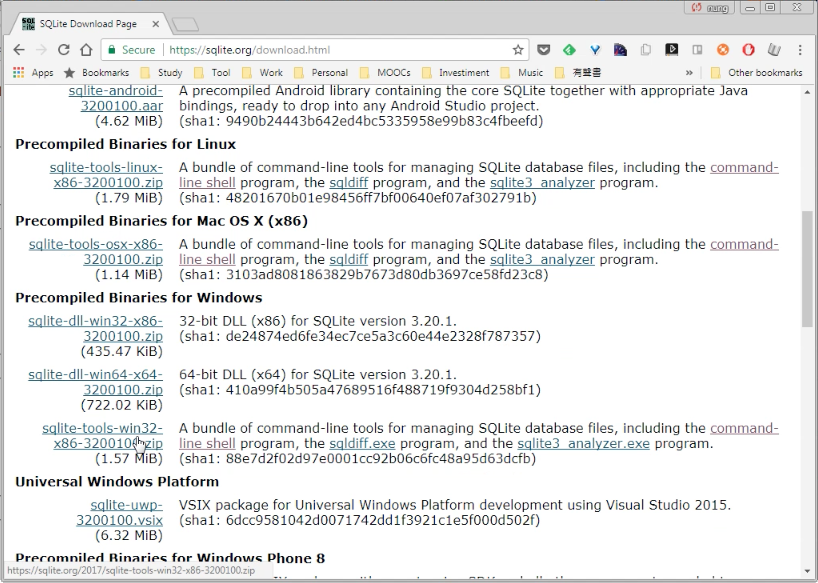 nung
SQLite Download Page
Secure https://sqlite.org/download.html
Apps Bookmarks Study Tool Work Personal MOOCs Investment Music 有聲書 » Other bookmarks
sqlite-android- A precompiled Android library containing the core SQLite together with appropriate Java
3200100.aar bindings, ready to drop into any Android Studio project.
(4.62 MiB) (sha1: 9490b24443b642ed4bc5335958e99b83c4fbeefd)
Precompiled Binaries for Linux
sqlite-tools-linux- A bundle of command-line tools for managing SQLite database files, including the command-
x86-3200100.zip line shell program, the sqldiff program, and the sqlite3_analyzer program.
(1.79 MiB) (sha1: 48201670b01e98456ff7bf00640ef07af302791b)
Precompiled Binaries for Mac OS X (x86)
sqlite-tools-osx-x86- A bundle of command-line tools for managing SQLite database files, including the command-
3200100.zip line shell program, the sqldiff program, and the sqlite3_analyzer program.
(1.14 MiB) (sha1: 3103ad8081863829b7673d80db3697ce58fd23c8)
Precompiled Binaries for Windows
sqlite-dll-win32-x86- 32-bit DLL (x86) for SQLite version 3.20.1.
3200100.zip (sha1: de24874ed6fe34ec7ce5a3c60e44e2328f787357)
(435.47 KiB)
sqlite-dll-win64-x64- 64-bit DLL (x64) for SQLite version 3.20.1.
3200100.zip (sha1: 410a99f4b505a47689516f488719f9304d258bf1)
(722.02 KiB)
sqlite-tools-win32- A bundle of command-line tools for managing SQLite database files, including the command-
x86-3200100.zip line shell program, the sqldiff.exe program, and the sqlite3_analyzer.exe program.
(1.57 MiB) (sha1: 88e7d2f02d97e0001cc92b06c6fc48a95d63dcfb)
Universal Windows Platform
sqlite-uwp- VSIX package for Universal Windows Platform development using Visual Studio 2015.
3200100.vsix (sha1: 6dcc9581042d0071742dd1f3921c1e5f000d502f)
(6.32 MiB)
Precompiled Binaries for Windows Phone 8
https://sqlite.org/2017/sqlite-tools-win32-x86-3200100.zip